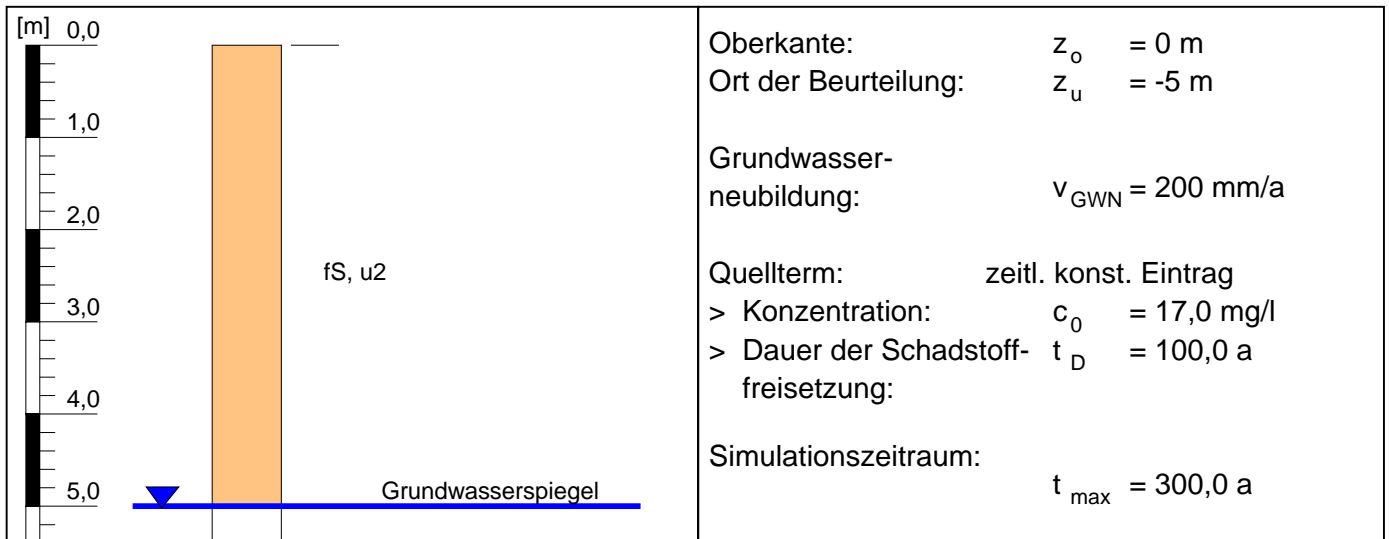 [m]
0,0
1,0
2,0
3,0
4,0
5,0
fS, u2
Grundwasserspiegel
Oberkante: z_o = 0 m
Ort der Beurteilung: z_u = -5 m
Grundwasser-
neubildung: v_GWN = 200 mm/a
Quellterm: zeitl. konst. Eintrag
> Konzentration: c_0 = 17,0 mg/l
> Dauer der Schadstoff- t_D = 100,0 a
freisetzung:
Simulationszeitraum:
t_max = 300,0 a